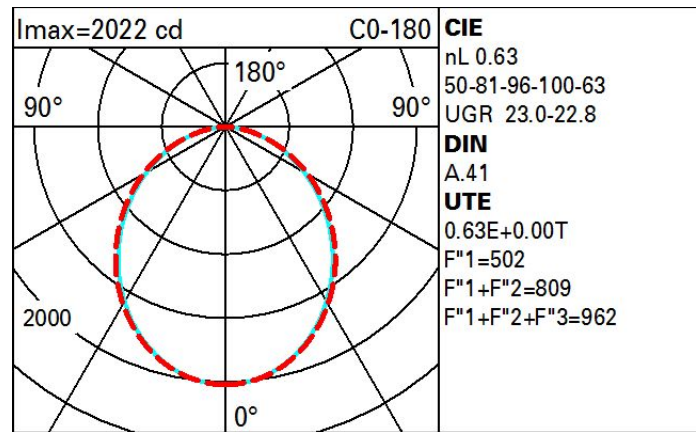 Imax=2022 cd C0-180
180°
90° 90°
2000
0°
CIE
nL 0.63
50-81-96-100-63
UGR 23.0-22.8
DIN
A.41
UTE
0.63E+0.00T
F"1=502
F"1+F"2=809
F"1+F"2+F"3=962